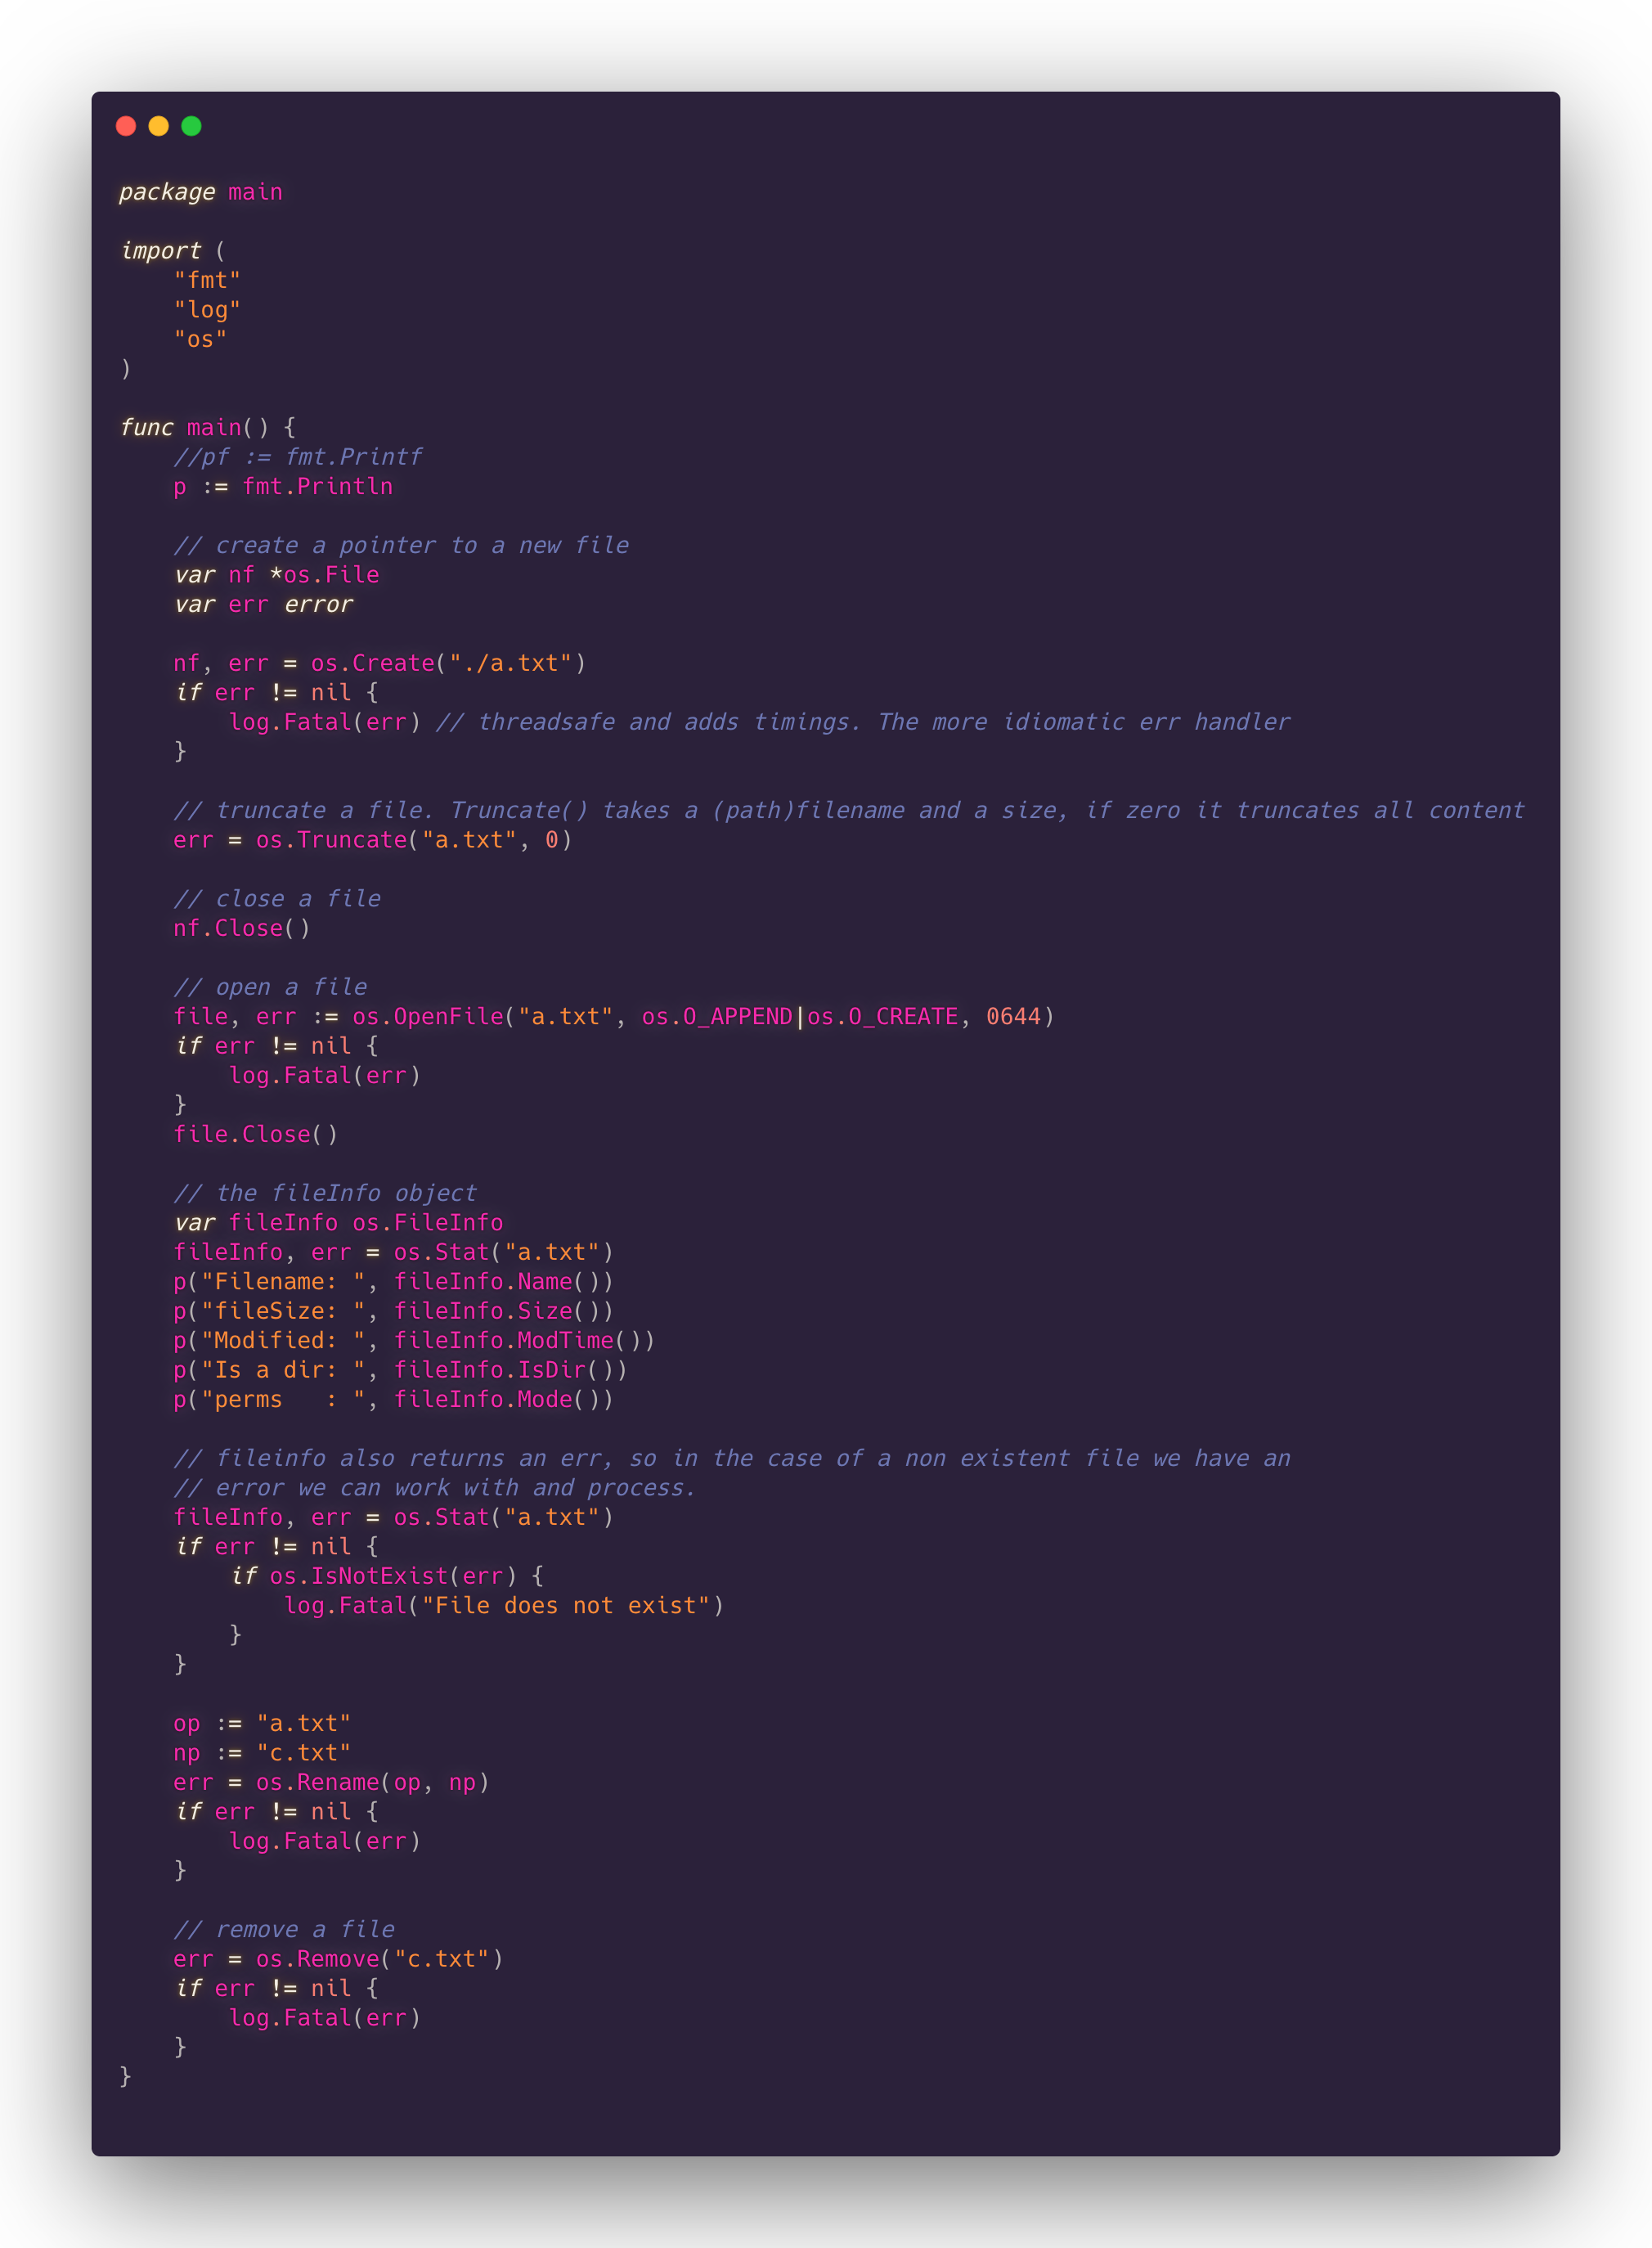 package main

import (
    "fmt"
    "log"
    "os"
)

func main() {
    //pf := fmt.Printf
    p := fmt.Println

    // create a pointer to a new file
    var nf *os.File
    var err error

    nf, err = os.Create("./a.txt")
    if err != nil {
        log.Fatal(err) // threadsafe and adds timings. The more idiomatic err handler
    }

    // truncate a file. Truncate() takes a (path)filename and a size, if zero it truncates all content
    err = os.Truncate("a.txt", 0)

    // close a file
    nf.Close()

    // open a file
    file, err := os.OpenFile("a.txt", os.O_APPEND|os.O_CREATE, 0644)
    if err != nil {
        log.Fatal(err)
    }
    file.Close()

    // the fileInfo object
    var fileInfo os.FileInfo
    fileInfo, err = os.Stat("a.txt")
    p("Filename: ", fileInfo.Name())
    p("fileSize: ", fileInfo.Size())
    p("Modified: ", fileInfo.ModTime())
    p("Is a dir: ", fileInfo.IsDir())
    p("perms   : ", fileInfo.Mode())

    // fileinfo also returns an err, so in the case of a non existent file we have an
    // error we can work with and process.
    fileInfo, err = os.Stat("a.txt")
    if err != nil {
        if os.IsNotExist(err) {
            log.Fatal("File does not exist")
        }
    }

    op := "a.txt"
    np := "c.txt"
    err = os.Rename(op, np)
    if err != nil {
        log.Fatal(err)
    }

    // remove a file
    err = os.Remove("c.txt")
    if err != nil {
        log.Fatal(err)
    }
}